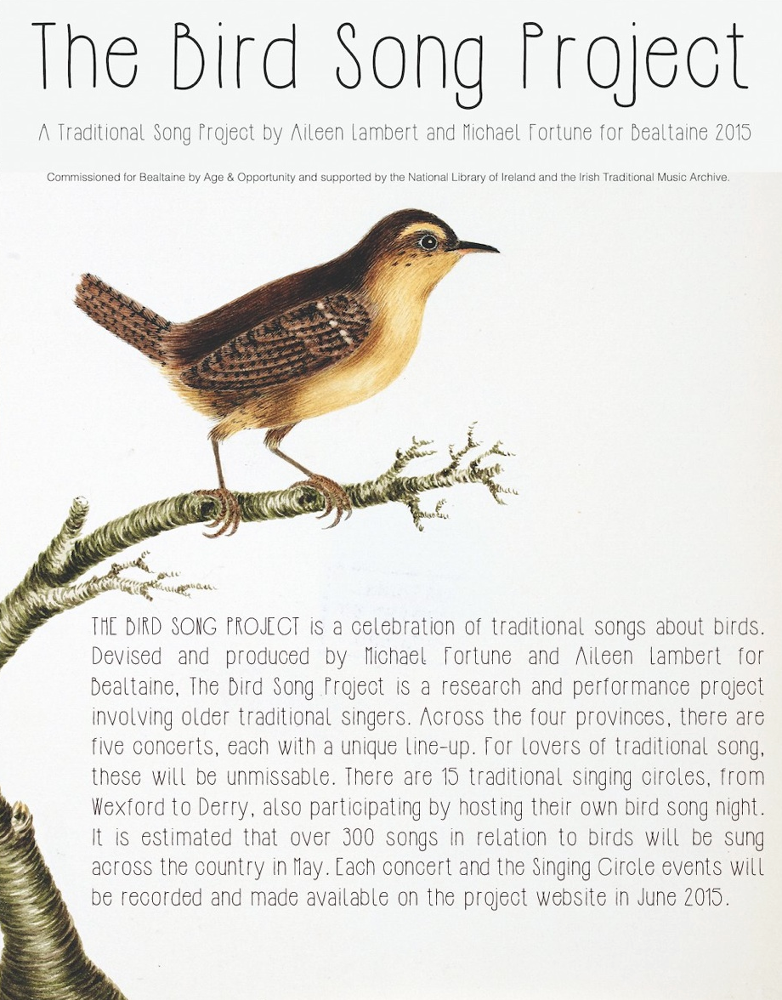 The Bird Song Project
A Traditional Song Project by Aileen Lambert and Michael Fortune for Bealtaine 2015
Commissioned for Bealtaine by Age & Opportunity and supported by the National Library of Ireland and the Irish Traditional Music Archive.
THE BIRD SONG PROJECT is a celebration of traditional songs about birds.
Devised and produced by Michael Fortune and Aileen Lambert for
Bealtaine, The Bird Song Project is a research and performance project
involving older traditional singers. Across the four provinces, there are
five concerts, each with a unique line-up. For lovers of traditional song,
these will be unmissable. There are 15 traditional singing circles, from
Wexford to Derry, also participating by hosting their own bird song night.
It is estimated that over 300 songs in relation to birds will be sung
across the country in May. Each concert and the Singing Circle events will
be recorded and made available on the project website in June 2015.